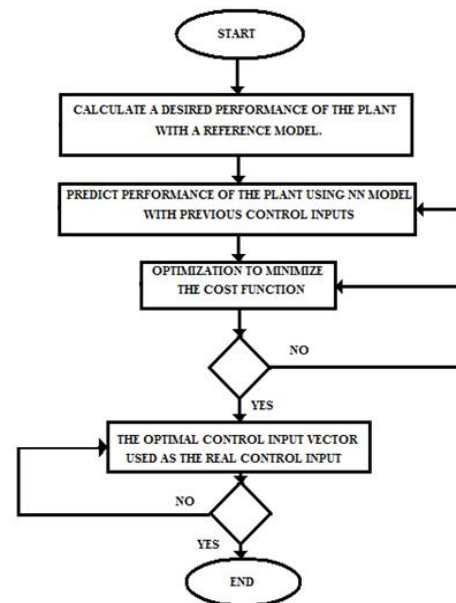 START
CALCULATE A DESIRED PERFORMANCE OF THE PLANT
WITH A REFERENCE MODEL.
PREDICT PERFORMANCE OF THE PLANT USING NN MODEL
WITH PREVIOUS CONTROL INPUTS
OPTIMIZATION TO MINIMIZE
THE COST FUNCTION
NO
YES
THE OPTIMAL CONTROL INPUT VECTOR
USED AS THE REAL CONTROL INPUT
NO
YES
END